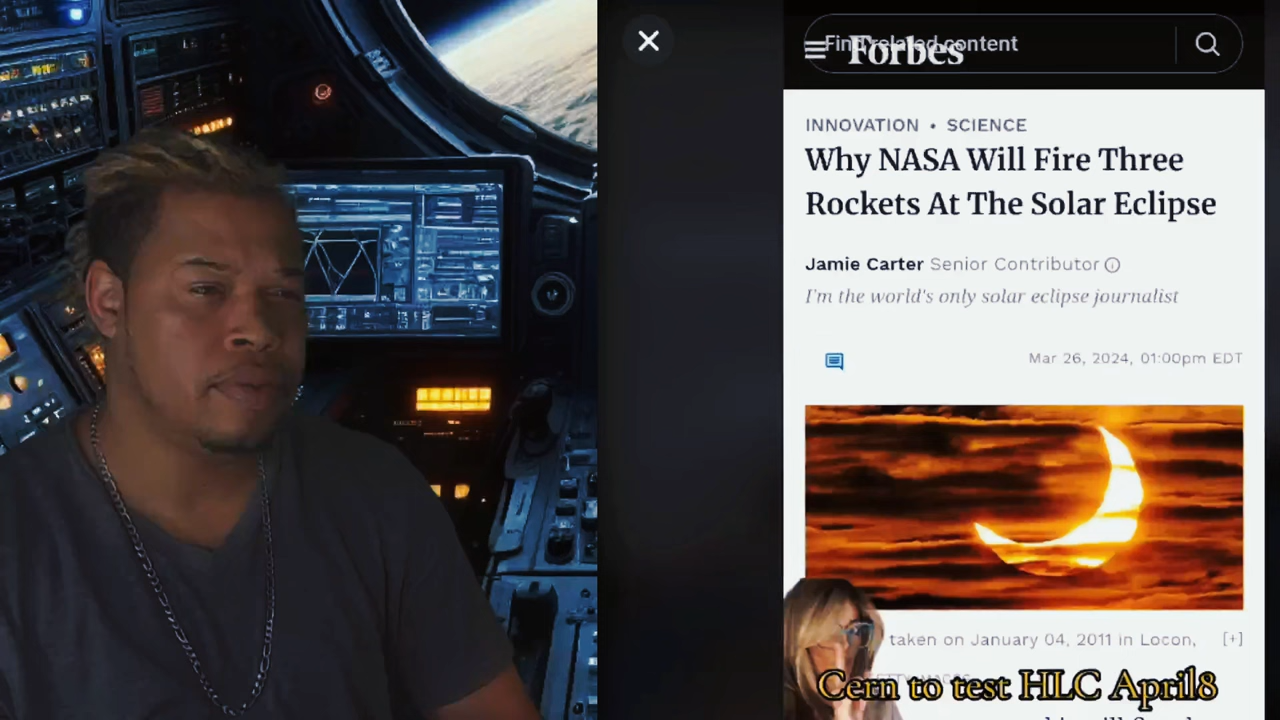 Find related content
Forbes
INNOVATION • SCIENCE
Why NASA Will Fire Three
Rockets At The Solar Eclipse
Jamie Carter Senior Contributor
I'm the world's only solar eclipse journalist
Mar 26, 2024, 01:00pm EDT
taken on January 04, 2011 in Locon, [+]
Cern to test HLC April8